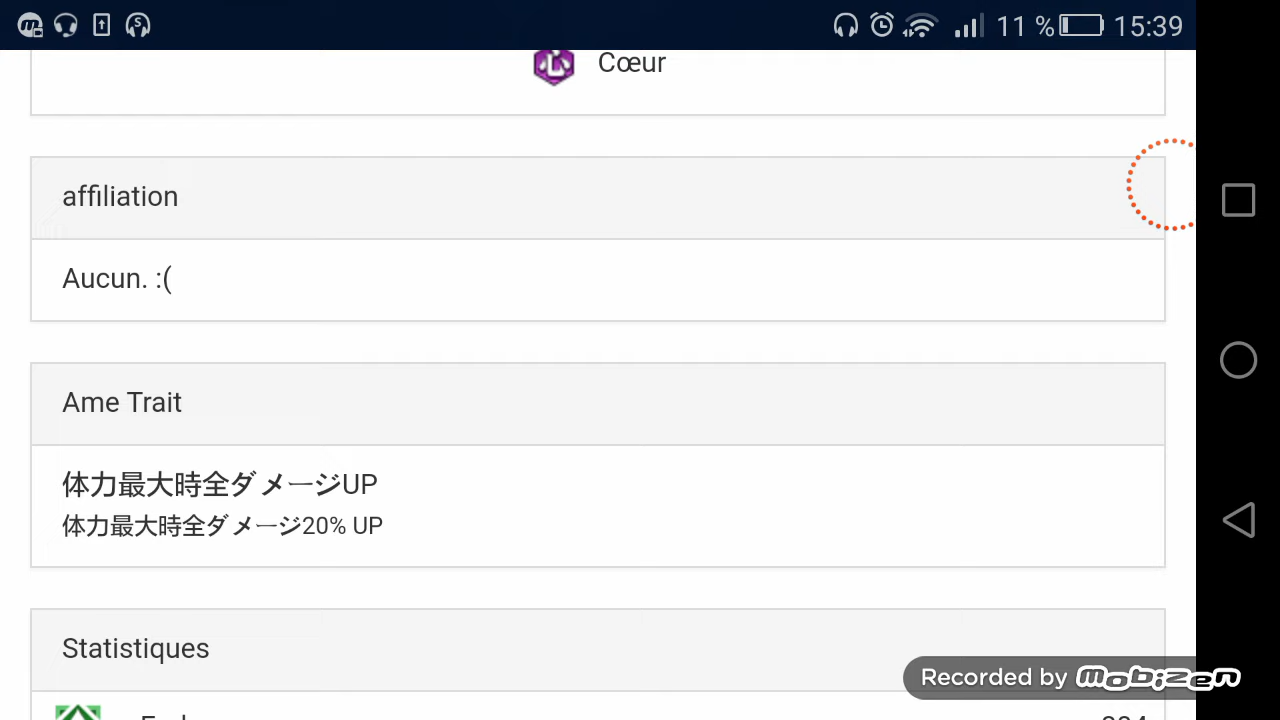 11 % 15:39
Cœur
affiliation
Aucun. :(
Ame Trait
体力最大時全ダメージUP
体力最大時全ダメージ20% UP
Statistiques
Recorded by mobizen